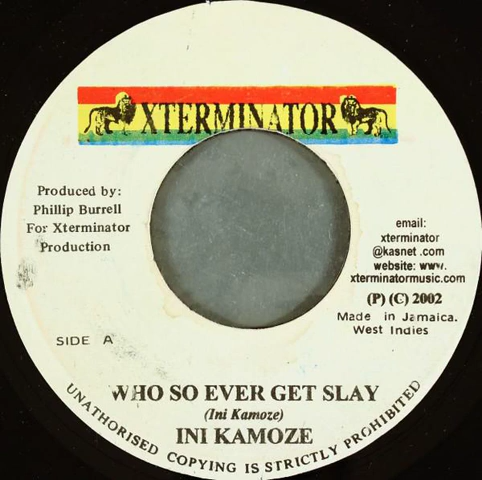 XTERMINATOR
Produced by:
Phillip Burrell
For Xterminator
Production
email:
xterminator
@kasnet .com
website: www.
xterminatormusic.com
(P) (C) 2002
Made in Jamaica.
West Indies
SIDE A
WHO SO EVER GET SLAY
(Ini Kamoze)
INI KAMOZE
UNATHORISED COPYING IS STRICTLY PROHIBITED